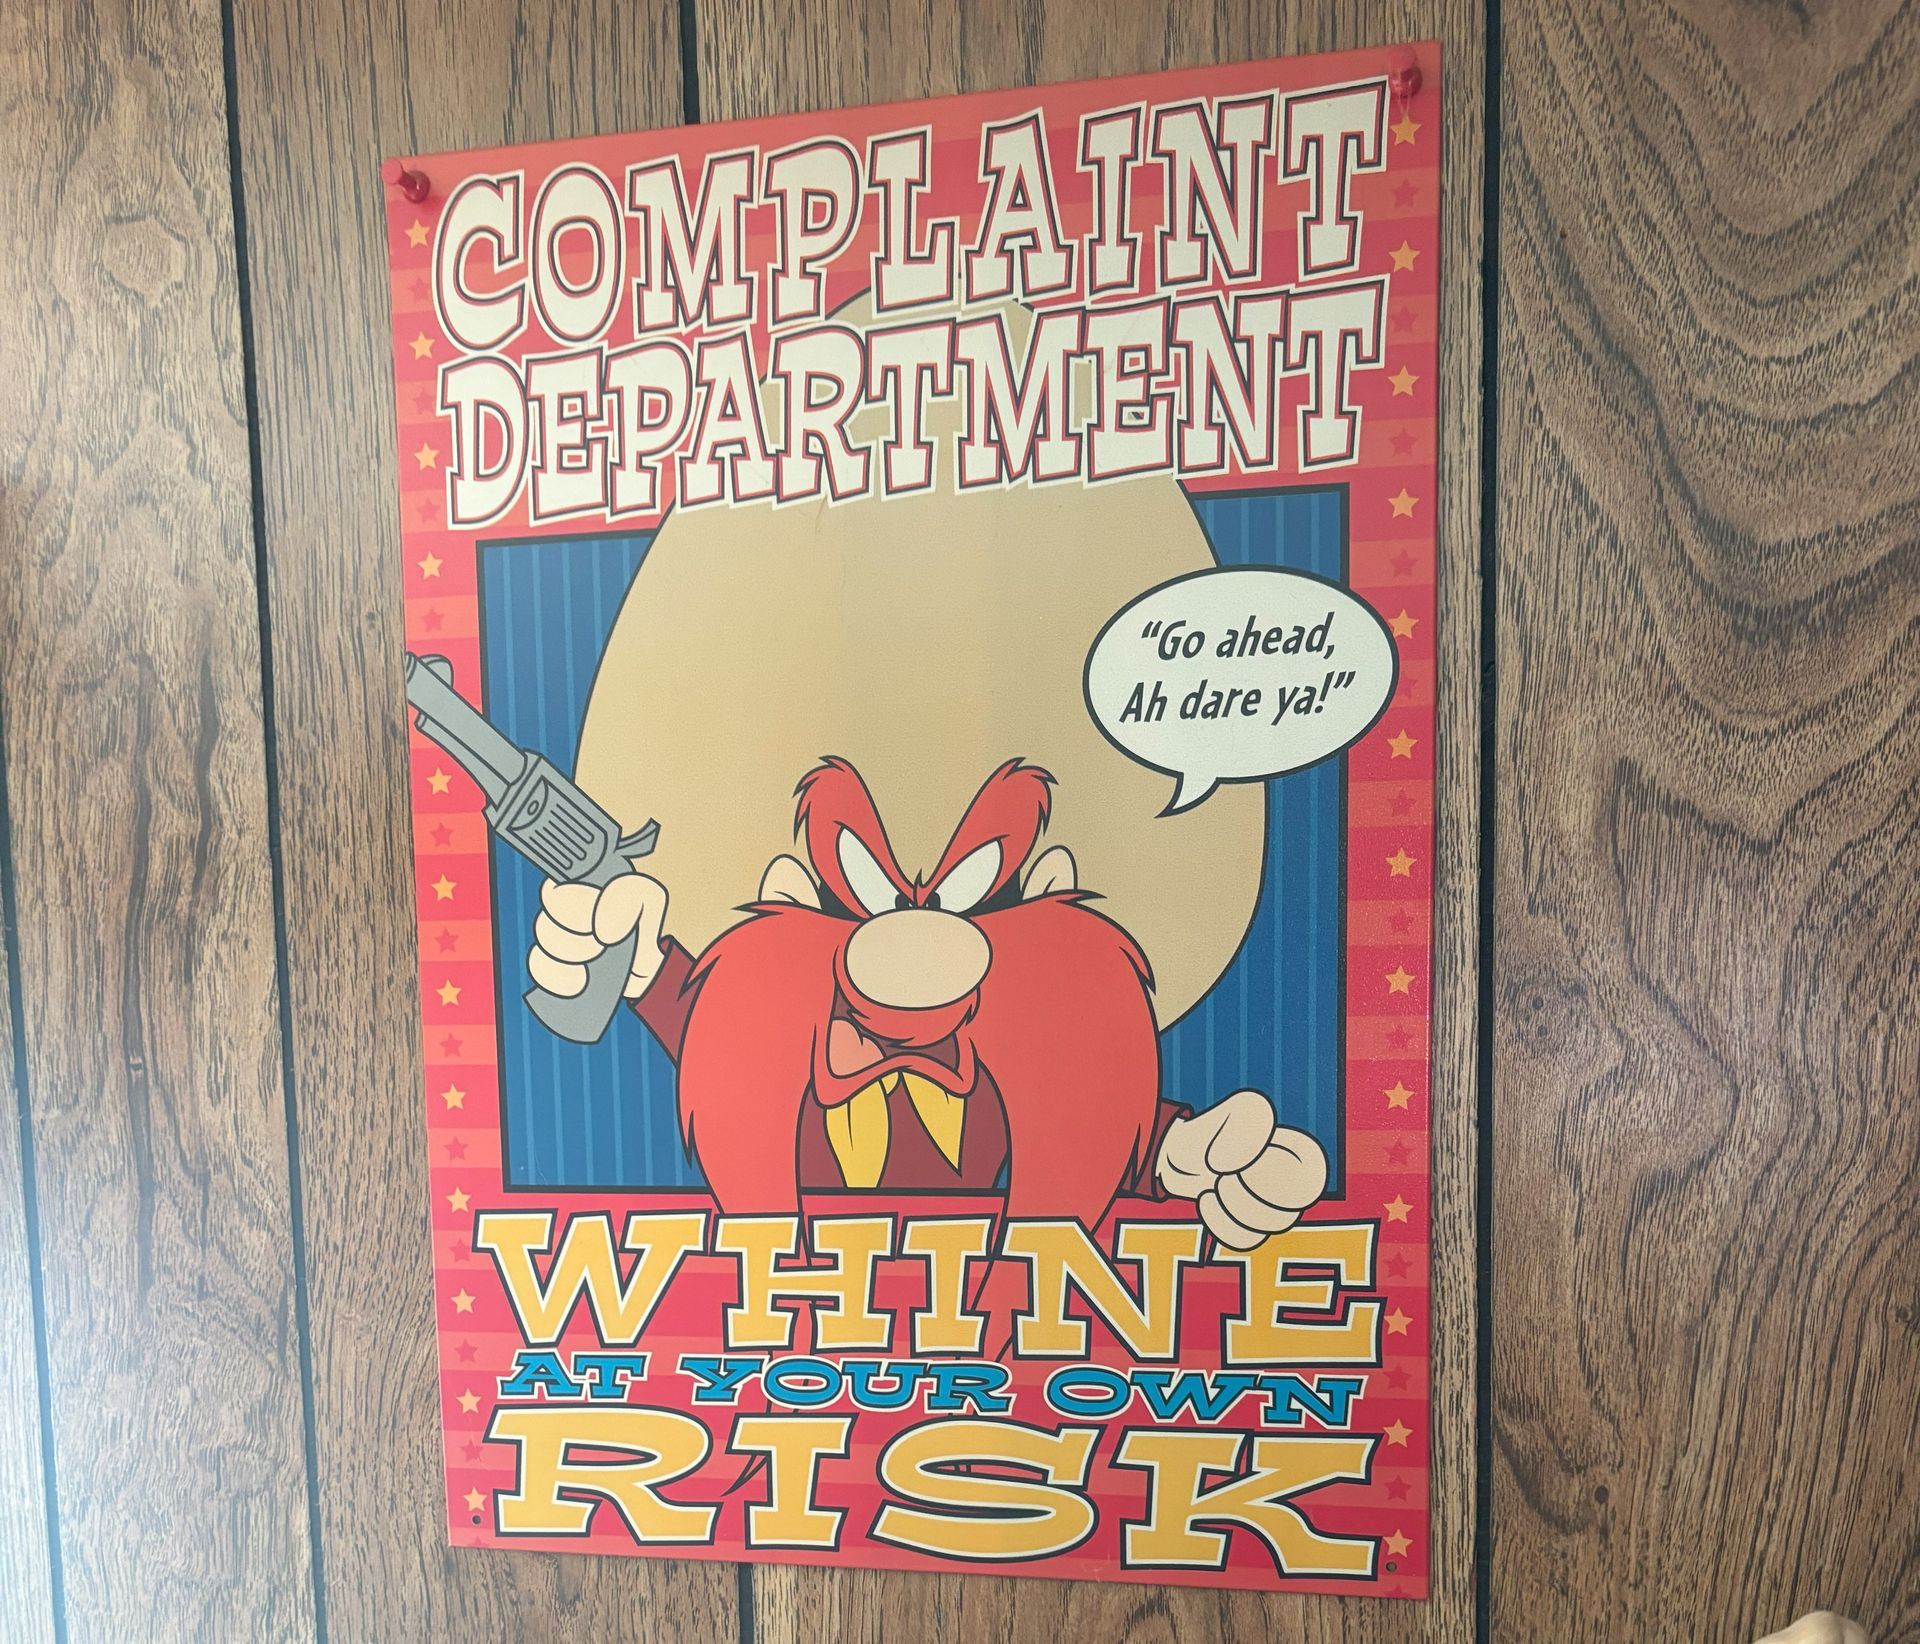 COMPLAINT
DEPARTMENT
“Go ahead,
Ah dare ya!”
WHINE
AT YOUR OWN
RISK